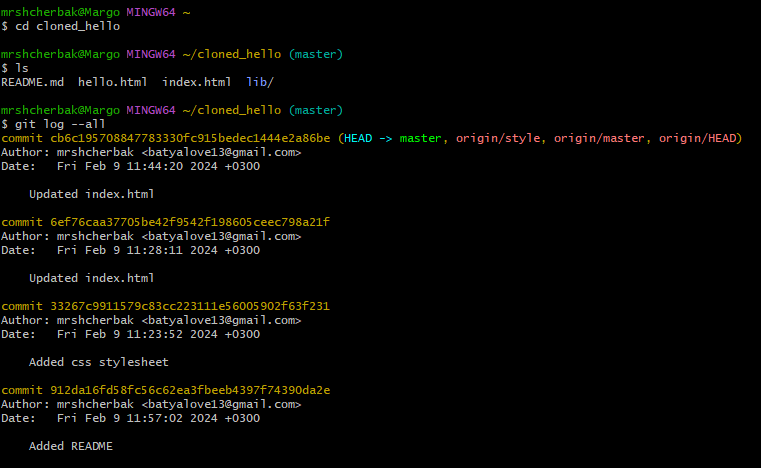 mrshcherbak@Margo MINGW64 ~
$ cd cloned_hello

mrshcherbak@Margo MINGW64 ~/cloned_hello (master)
$ ls
README.md  hello.html  index.html  lib/

mrshcherbak@Margo MINGW64 ~/cloned_hello (master)
$ git log --all
commit cb6c195708847783330fc915bedec1444e2a86be (HEAD -> master, origin/style, origin/master, origin/HEAD)
Author: mrshcherbak <batyalove13@gmail.com>
Date:   Fri Feb 9 11:44:20 2024 +0300

    Updated index.html

commit 6ef76caa37705be42f9542f198605ceec798a21f
Author: mrshcherbak <batyalove13@gmail.com>
Date:   Fri Feb 9 11:28:11 2024 +0300

    Updated index.html

commit 33267c9911579c83cc223111e56005902f63f231
Author: mrshcherbak <batyalove13@gmail.com>
Date:   Fri Feb 9 11:23:52 2024 +0300

    Added css stylesheet

commit 912da16fd58fc56c62ea3fbeeb4397f74390da2e
Author: mrshcherbak <batyalove13@gmail.com>
Date:   Fri Feb 9 11:57:02 2024 +0300

    Added README